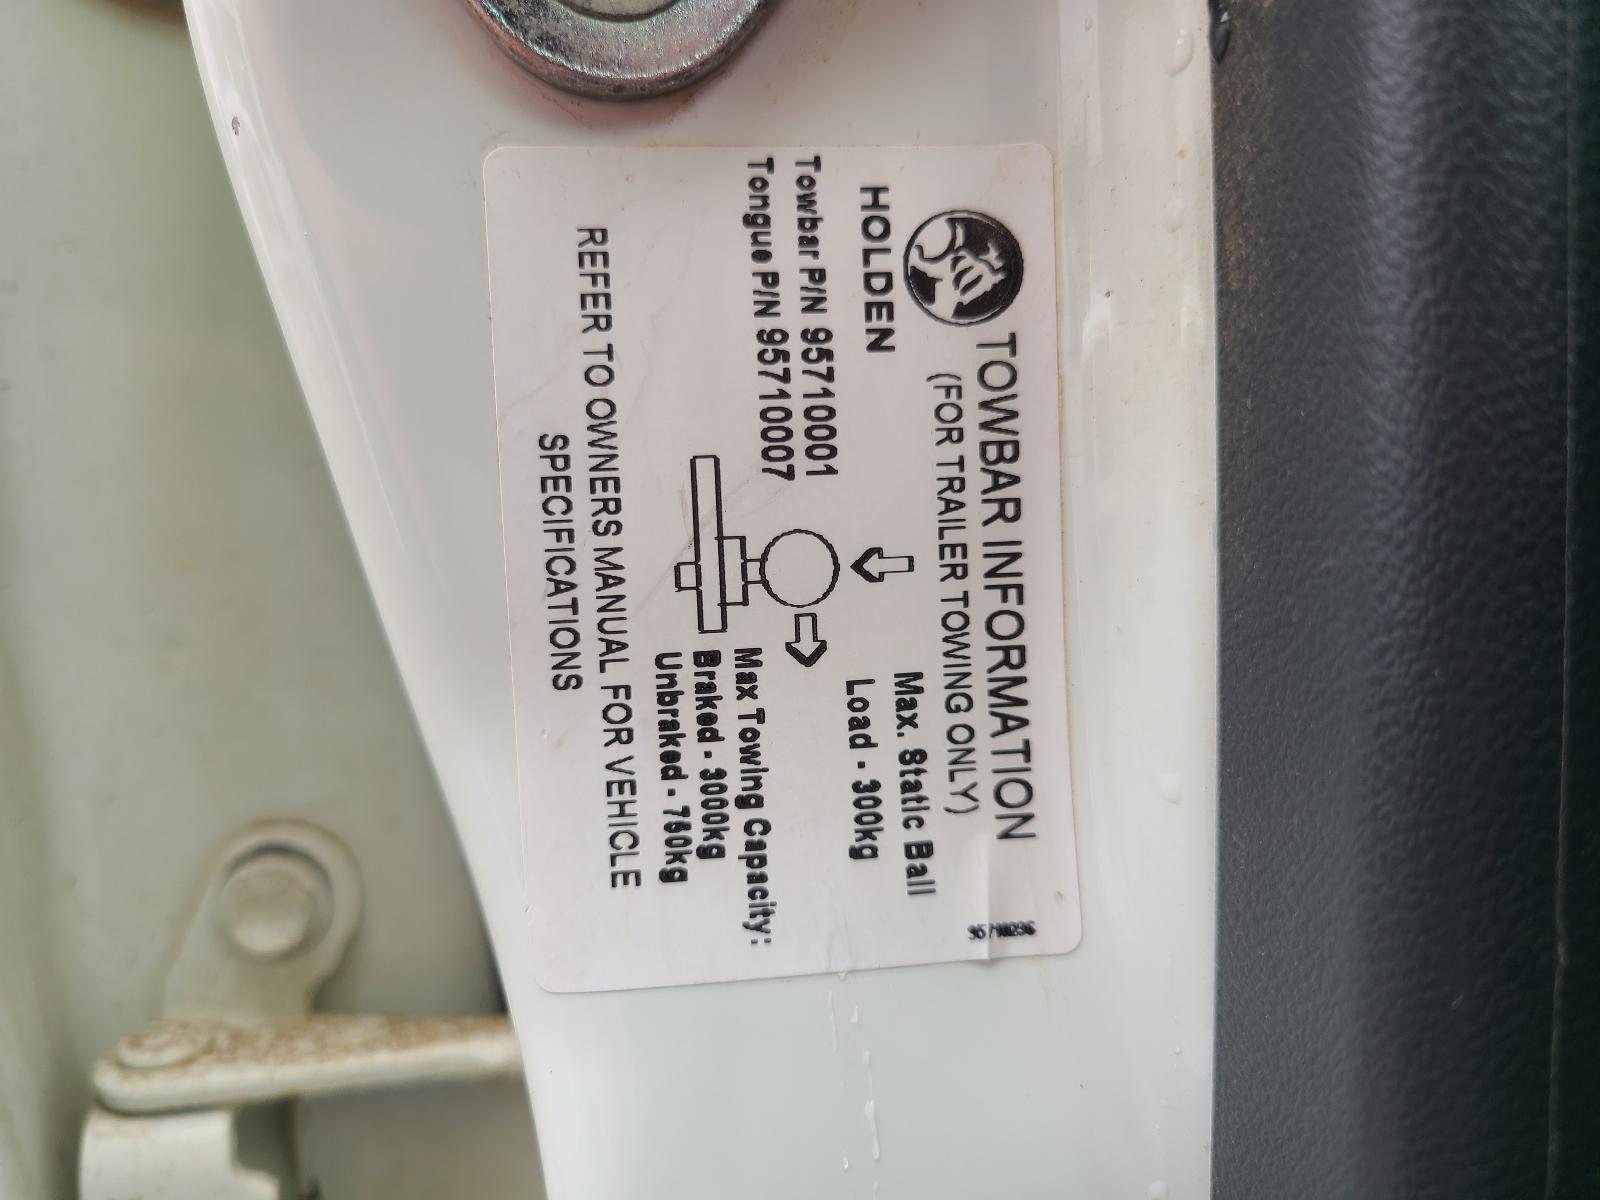 TOWBAR INFORMATION
(FOR TRAILER TOWING ONLY)
HOLDEN
Max. Static Ball
Load - 300kg
Towbar P/N 95710001
Tongue P/N 95710007
Max Towing Capacity:
Braked - 3000kg
Unbraked - 750kg
REFER TO OWNERS MANUAL FOR VEHICLE
SPECIFICATIONS